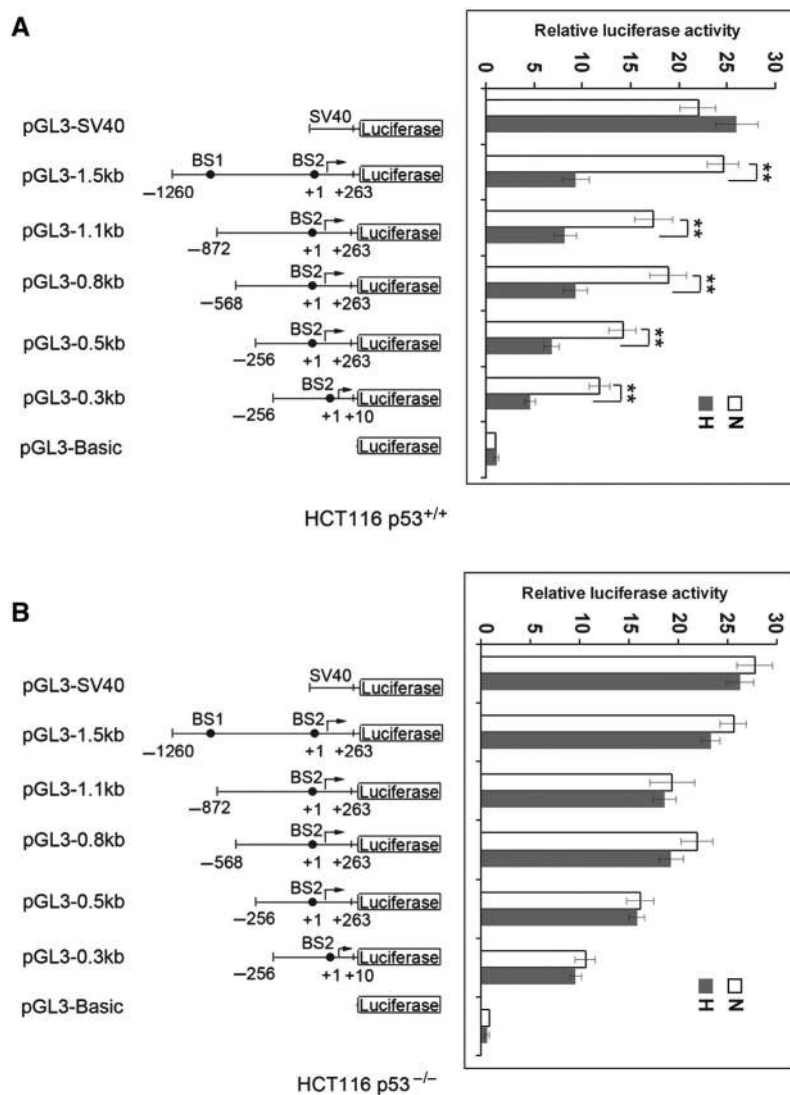 A
Relative luciferase activity
0 5 10 15 20 25 30
pGL3-SV40 SV40 Luciferase
pGL3-1.5kb BS1 BS2 Luciferase **
−1260 +1 +263
pGL3-1.1kb BS2 Luciferase **
−872 +1 +263
pGL3-0.8kb BS2 Luciferase **
−568 +1 +263
pGL3-0.5kb BS2 Luciferase **
−256 +1 +263
pGL3-0.3kb BS2 Luciferase **
−256 +1 +10
pGL3-Basic Luciferase
N
H
HCT116 p53+/+
B
Relative luciferase activity
0 5 10 15 20 25 30
pGL3-SV40 SV40 Luciferase
pGL3-1.5kb BS1 BS2 Luciferase
−1260 +1 +263
pGL3-1.1kb BS2 Luciferase
−872 +1 +263
pGL3-0.8kb BS2 Luciferase
−568 +1 +263
pGL3-0.5kb BS2 Luciferase
−256 +1 +263
pGL3-0.3kb BS2 Luciferase
−256 +1 +10
pGL3-Basic Luciferase
N
H
HCT116 p53−/−